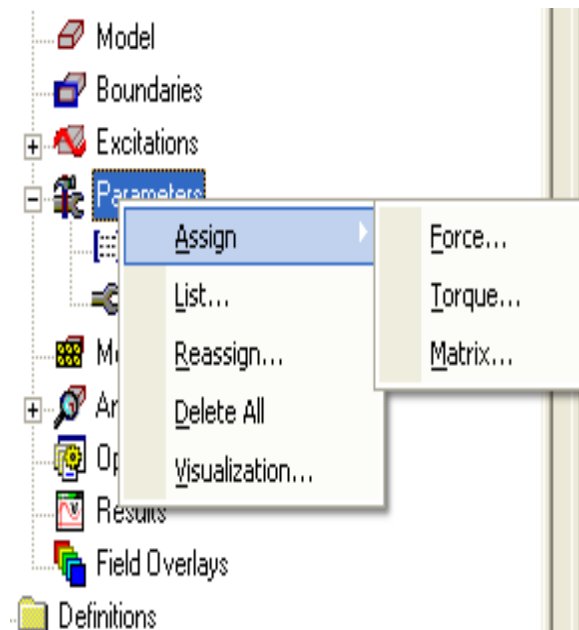 Model
Boundaries
Excitations
Parameters
Assign
Force...
List...
Torque...
Reassign...
Matrix...
Delete All
Visualization...
Results
Field Overlays
Definitions